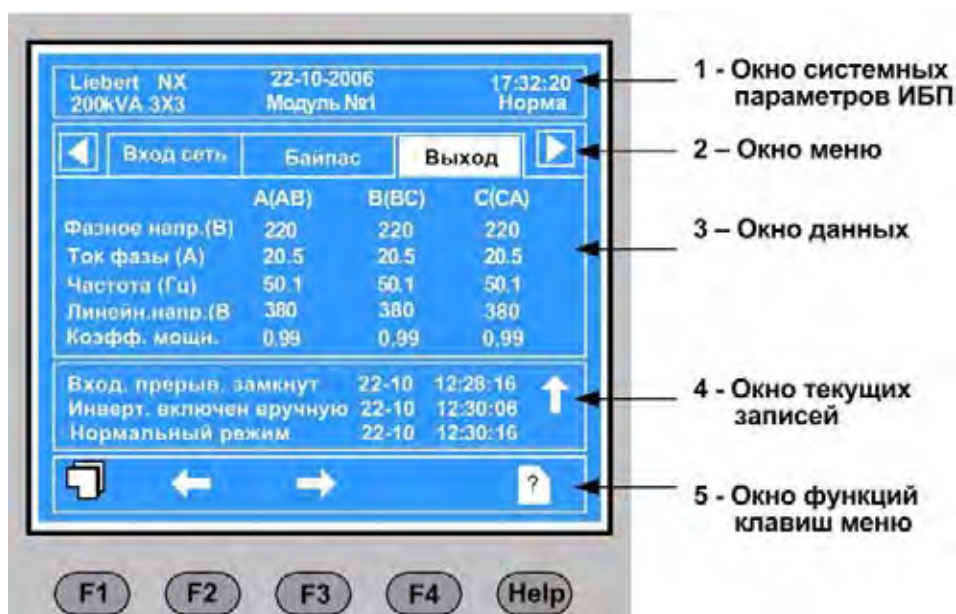 Liebert NX 22-10-2006 17:32:20
200kVA 3X3 Модуль №1 Норма
Вход сеть Байпас Выход
A(AB) B(BC) C(CA)
Фазное напр.(В) 220 220 220
Ток фазы (А) 20.5 20.5 20.5
Частота (Гц) 50.1 50.1 50.1
Линейн.напр.(В 380 380 380
Коэфф. мощн. 0,99 0,99 0,99
Вход. прерыв. замкнут 22-10 12:28:16
Инверт. включен вручную 22-10 12:30:06
Нормальный режим 22-10 12:30:16
?
F1 F2 F3 F4 Help
1 - Окно системных
параметров ИБП
2 – Окно меню
3 – Окно данных
4 - Окно текущих
записей
5 - Окно функций
клавиш меню